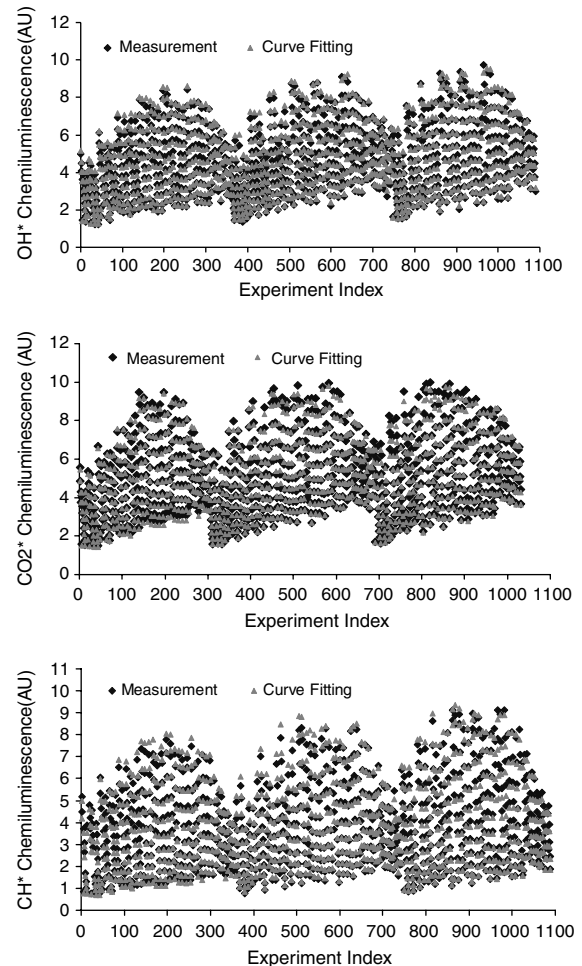 12
10
8
6
4
2
0
OH* Chemiluminescence(AU)
Measurement
Curve Fitting
0 100 200 300 400 500 600 700 800 900 1000 1100
Experiment Index
12
10
8
6
4
2
0
CO2* Chemiluminescence (AU)
Measurement
Curve Fitting
0 100 200 300 400 500 600 700 800 900 1000 1100
Experiment Index
11
10
9
8
7
6
5
4
3
2
1
0
CH* Chemiluminescence(AU)
Measurement
Curve Fitting
0 100 200 300 400 500 600 700 800 900 1000 1100
Experiment Index